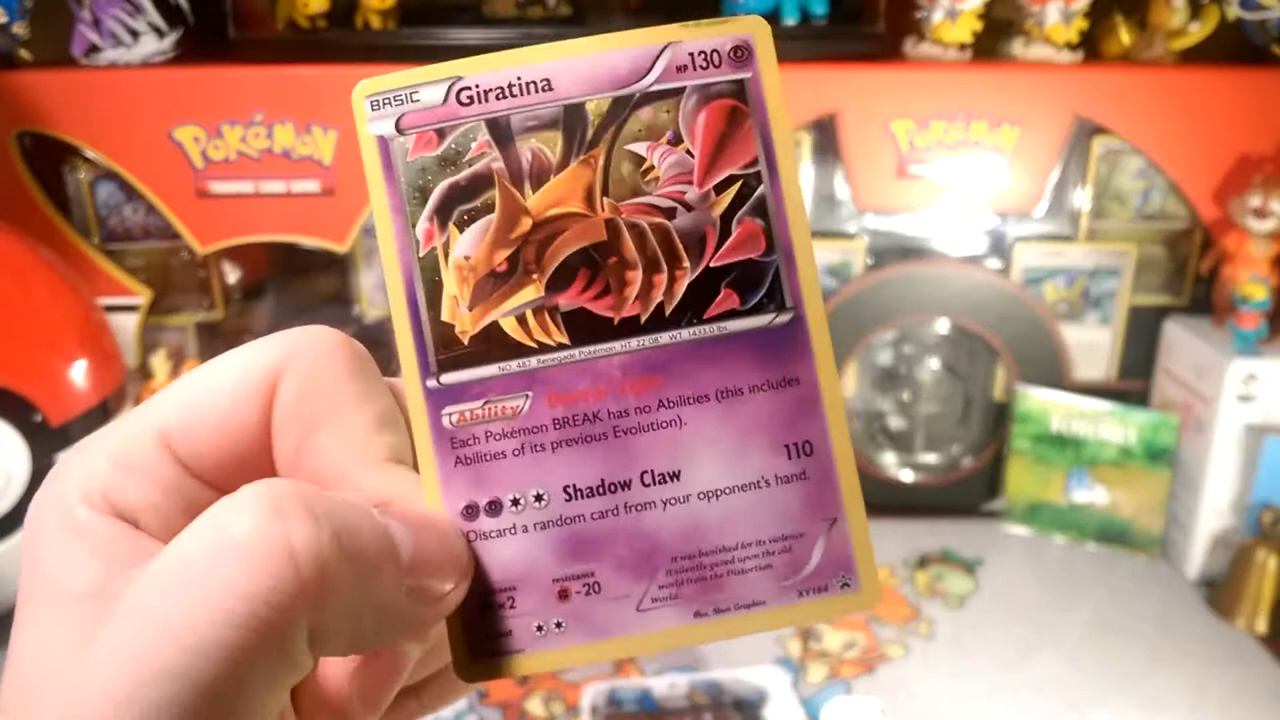 POKéMON
POKéMON
BASIC
Giratina
HP130
NO. 487 Renegade Pokémon HT. 22'08" WT. 1433.0 lbs.
Ability
Each Pokémon BREAK has no Abilities (this includes
Abilities of its previous Evolution).
Shadow Claw 110
Discard a random card from your opponent's hand.
×2
RESISTANCE
-20
It was banished for its violence.
It silently gazed upon the old
world from the Distortion
World.
Illus. Shin Graphics
XY184